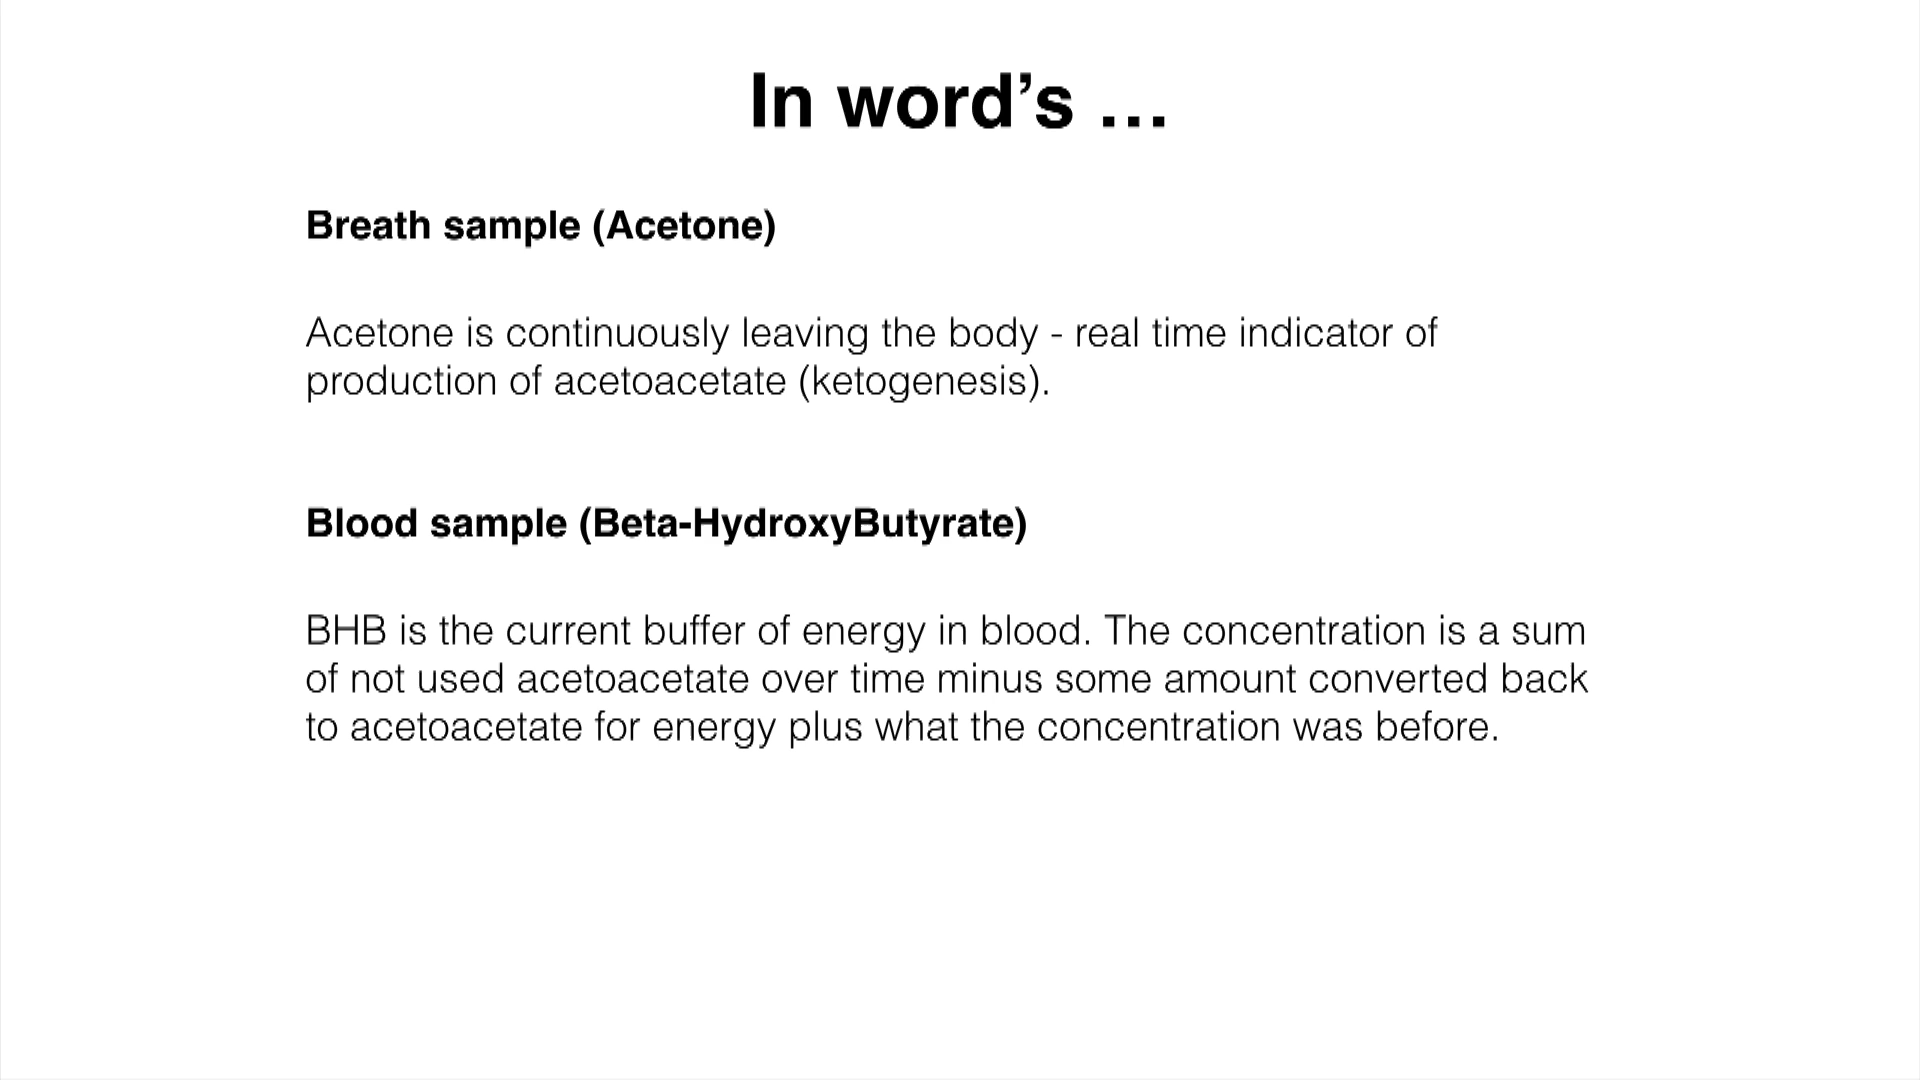 In word’s …
Breath sample (Acetone)
Acetone is continuously leaving the body - real time indicator of
production of acetoacetate (ketogenesis).
Blood sample (Beta-HydroxyButyrate)
BHB is the current buffer of energy in blood. The concentration is a sum
of not used acetoacetate over time minus some amount converted back
to acetoacetate for energy plus what the concentration was before.